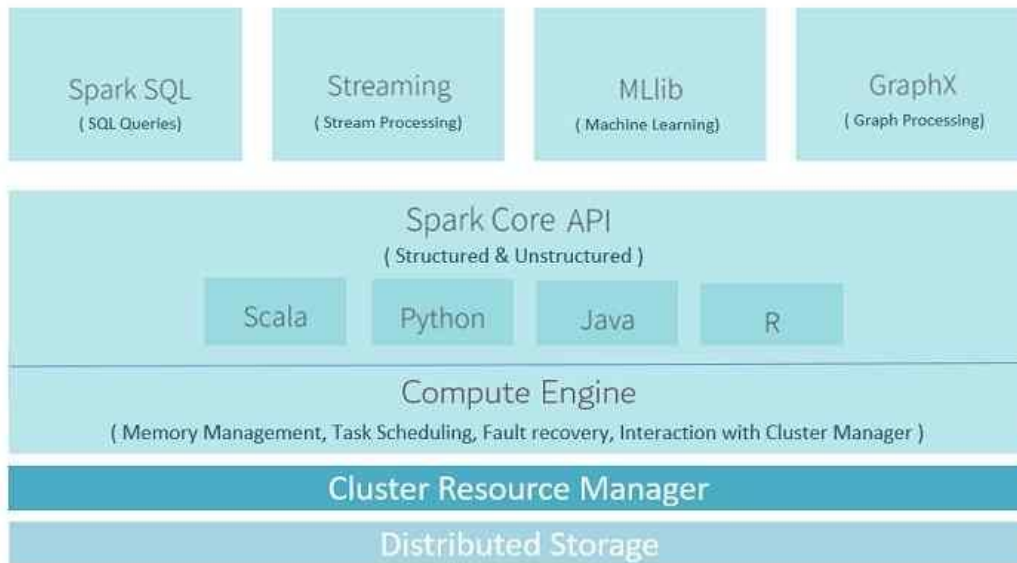 Spark SQL
( SQL Queries)
Streaming
( Stream Processing)
MLlib
( Machine Learning)
GraphX
( Graph Processing)
Spark Core API
( Structured & Unstructured )
Scala
Python
Java
R
Compute Engine
( Memory Management, Task Scheduling, Fault recovery, Interaction with Cluster Manager )
Cluster Resource Manager
Distributed Storage